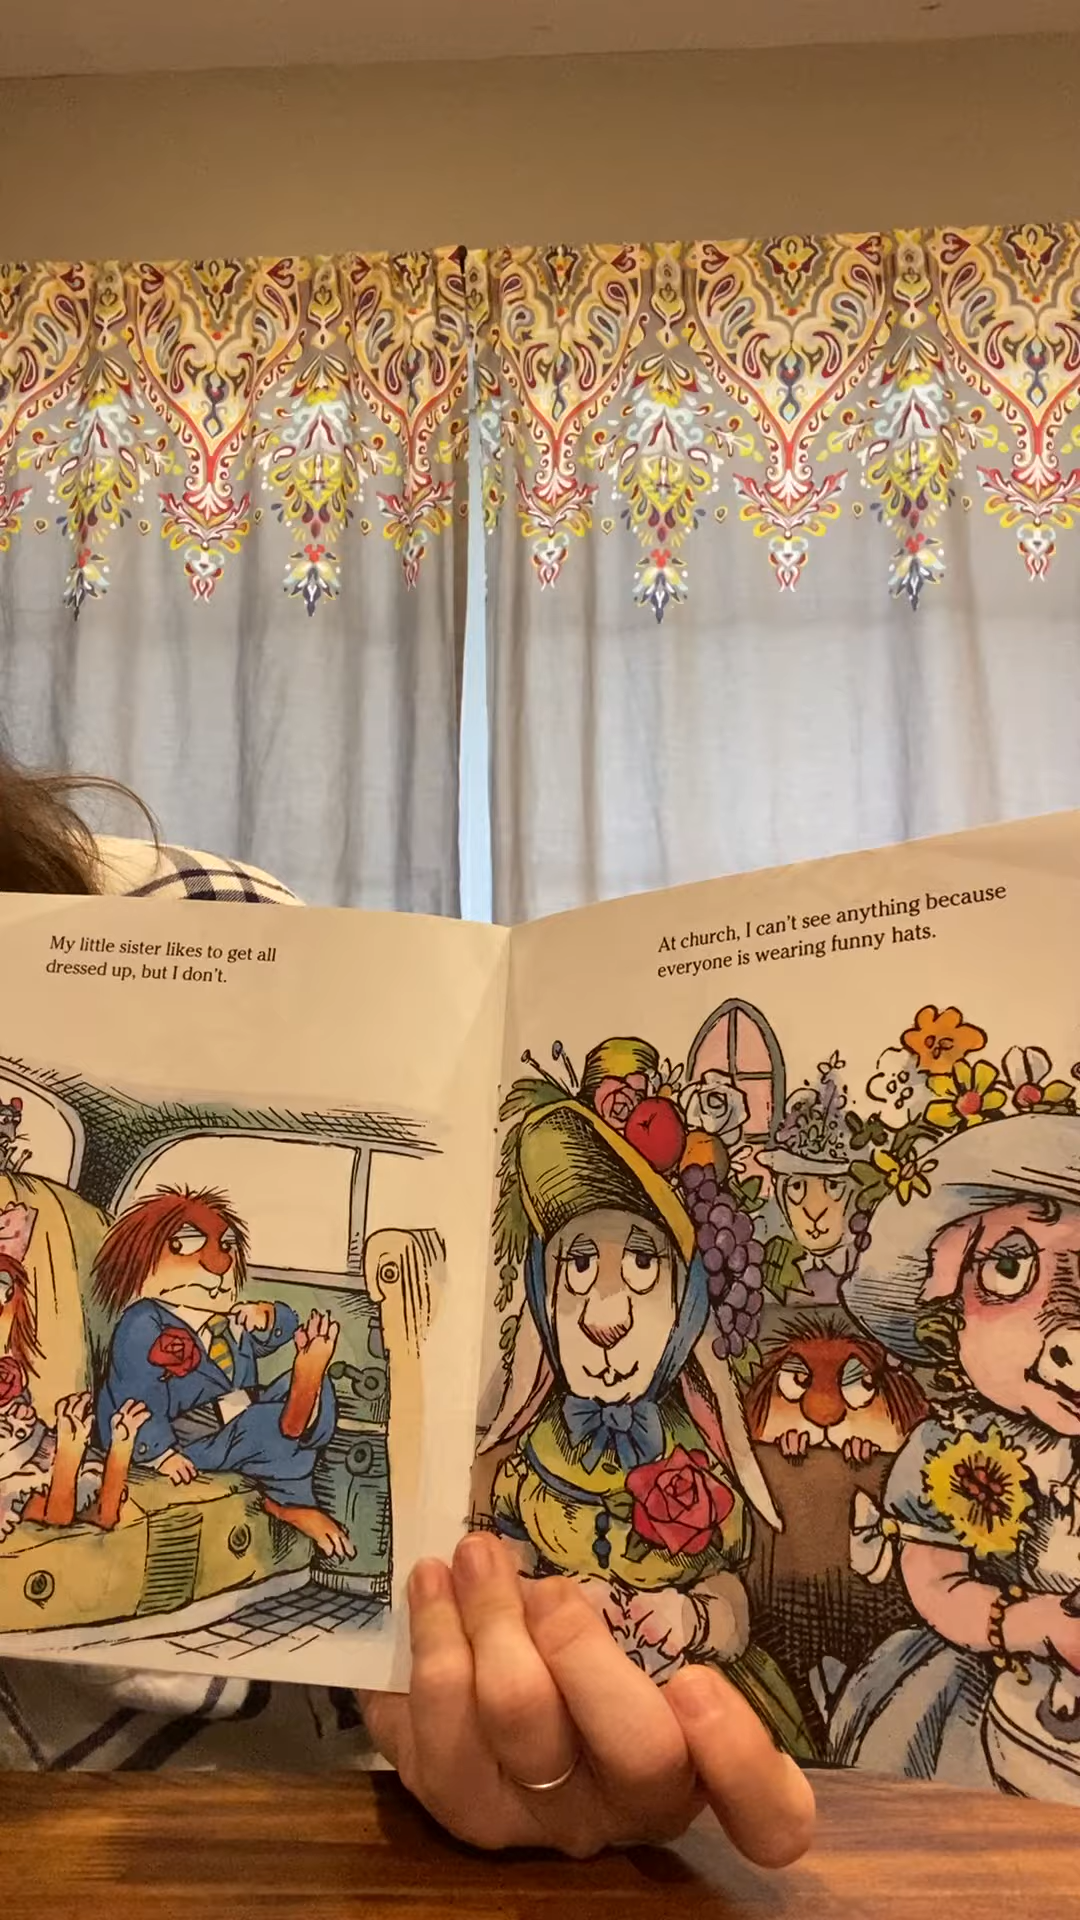 My little sister likes to get all
dressed up, but I don't.
At church, I can't see anything because
everyone is wearing funny hats.